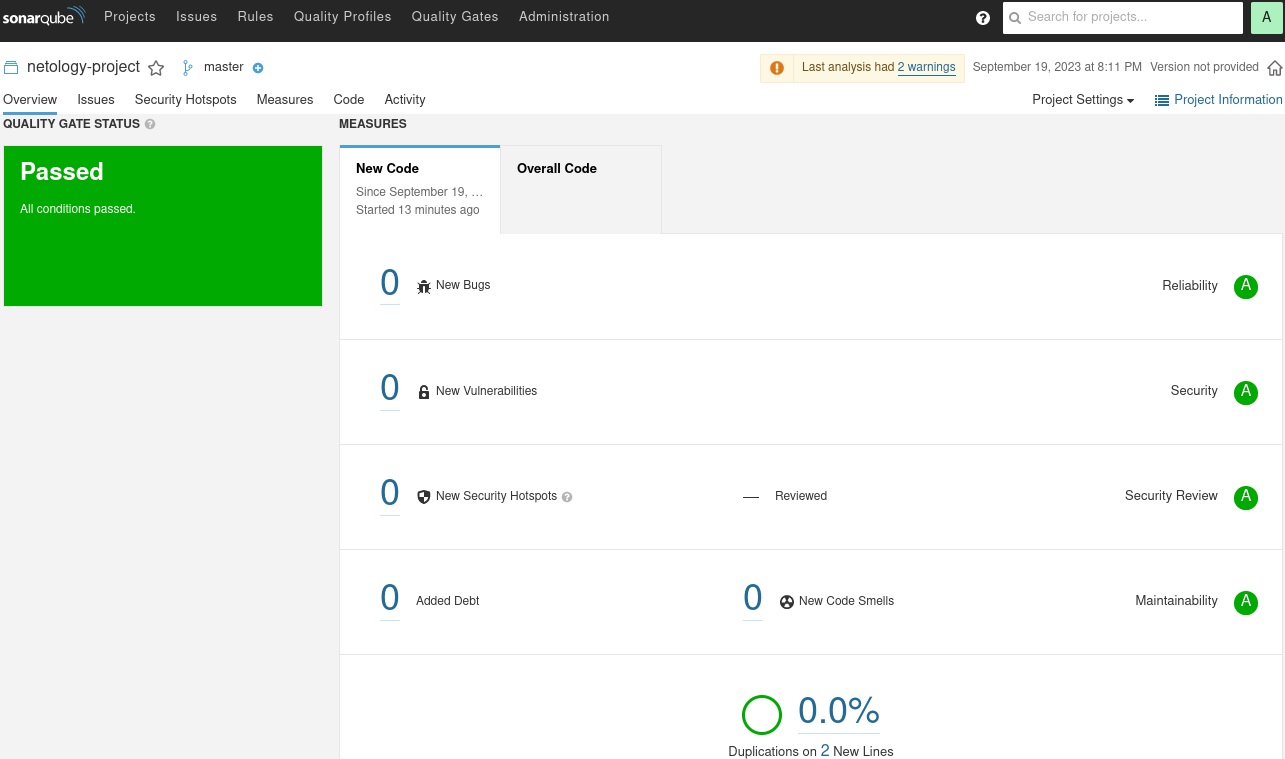 sonarqube Projects Issues Rules Quality Profiles Quality Gates Administration ? Search for projects... A
netology-project master Last analysis had 2 warnings September 19, 2023 at 8:11 PM Version not provided
Overview Issues Security Hotspots Measures Code Activity Project Settings Project Information
QUALITY GATE STATUS ? MEASURES
Passed
All conditions passed.
New Code
Since September 19, ...
Started 13 minutes ago
Overall Code
0 New Bugs Reliability A
0 New Vulnerabilities Security A
0 New Security Hotspots ? — Reviewed Security Review A
0 Added Debt 0 New Code Smells Maintainability A
0.0%
Duplications on 2 New Lines